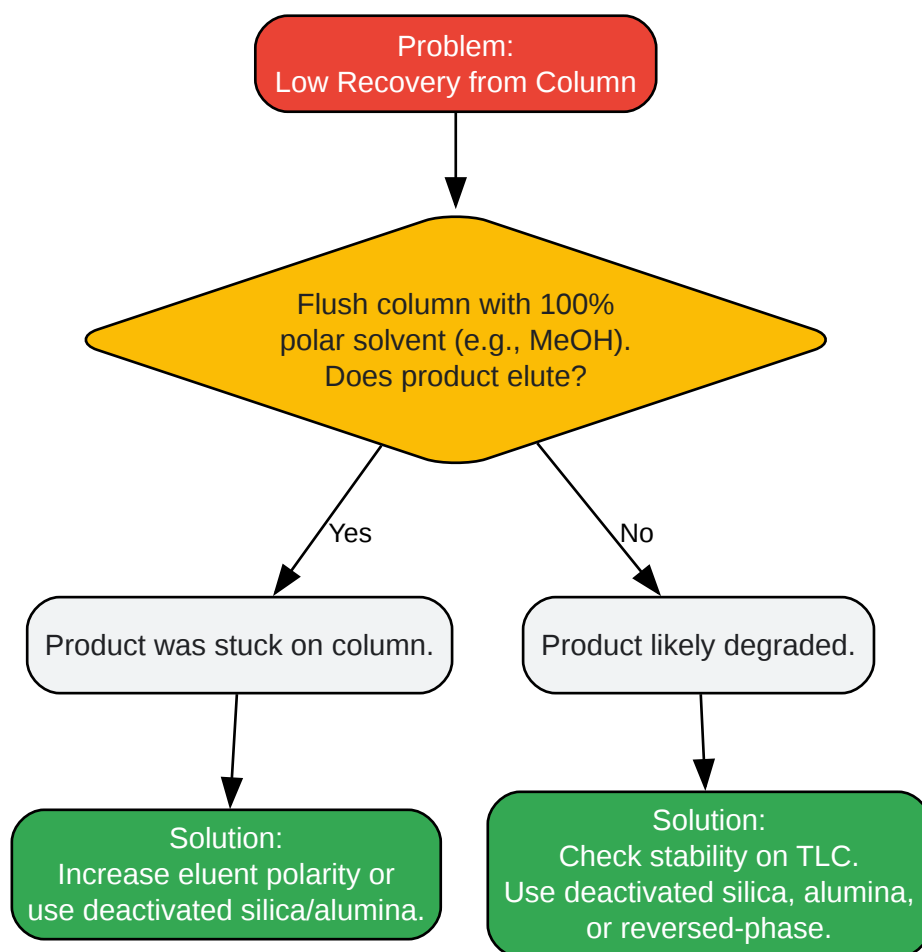 Problem:
Low Recovery from Column
Flush column with 100%
polar solvent (e.g., MeOH).
Does product elute?
Yes
No
Product was stuck on column.
Product likely degraded.
Solution:
Increase eluent polarity or
use deactivated silica/alumina.
Solution:
Check stability on TLC.
Use deactivated silica, alumina,
or reversed-phase.